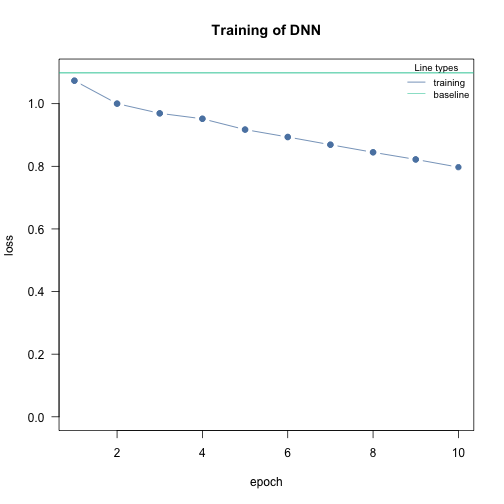 Training of DNN
Line types
training
baseline
loss
1.0
0.8
0.6
0.4
0.2
0.0
2
4
6
8
10
epoch